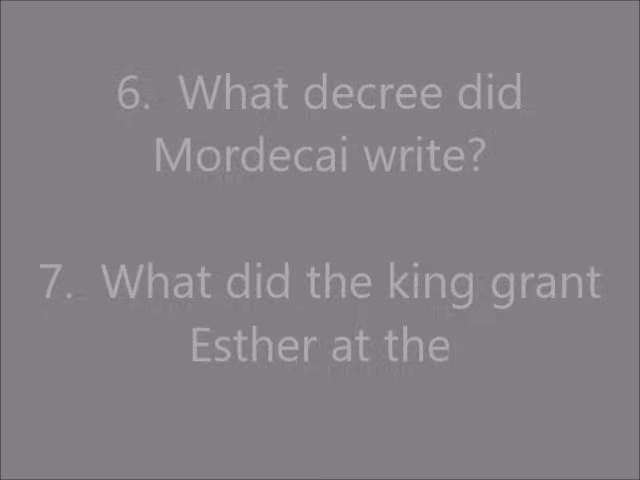 6.  What decree did
Mordecai write?
7.  What did the king grant
Esther at the